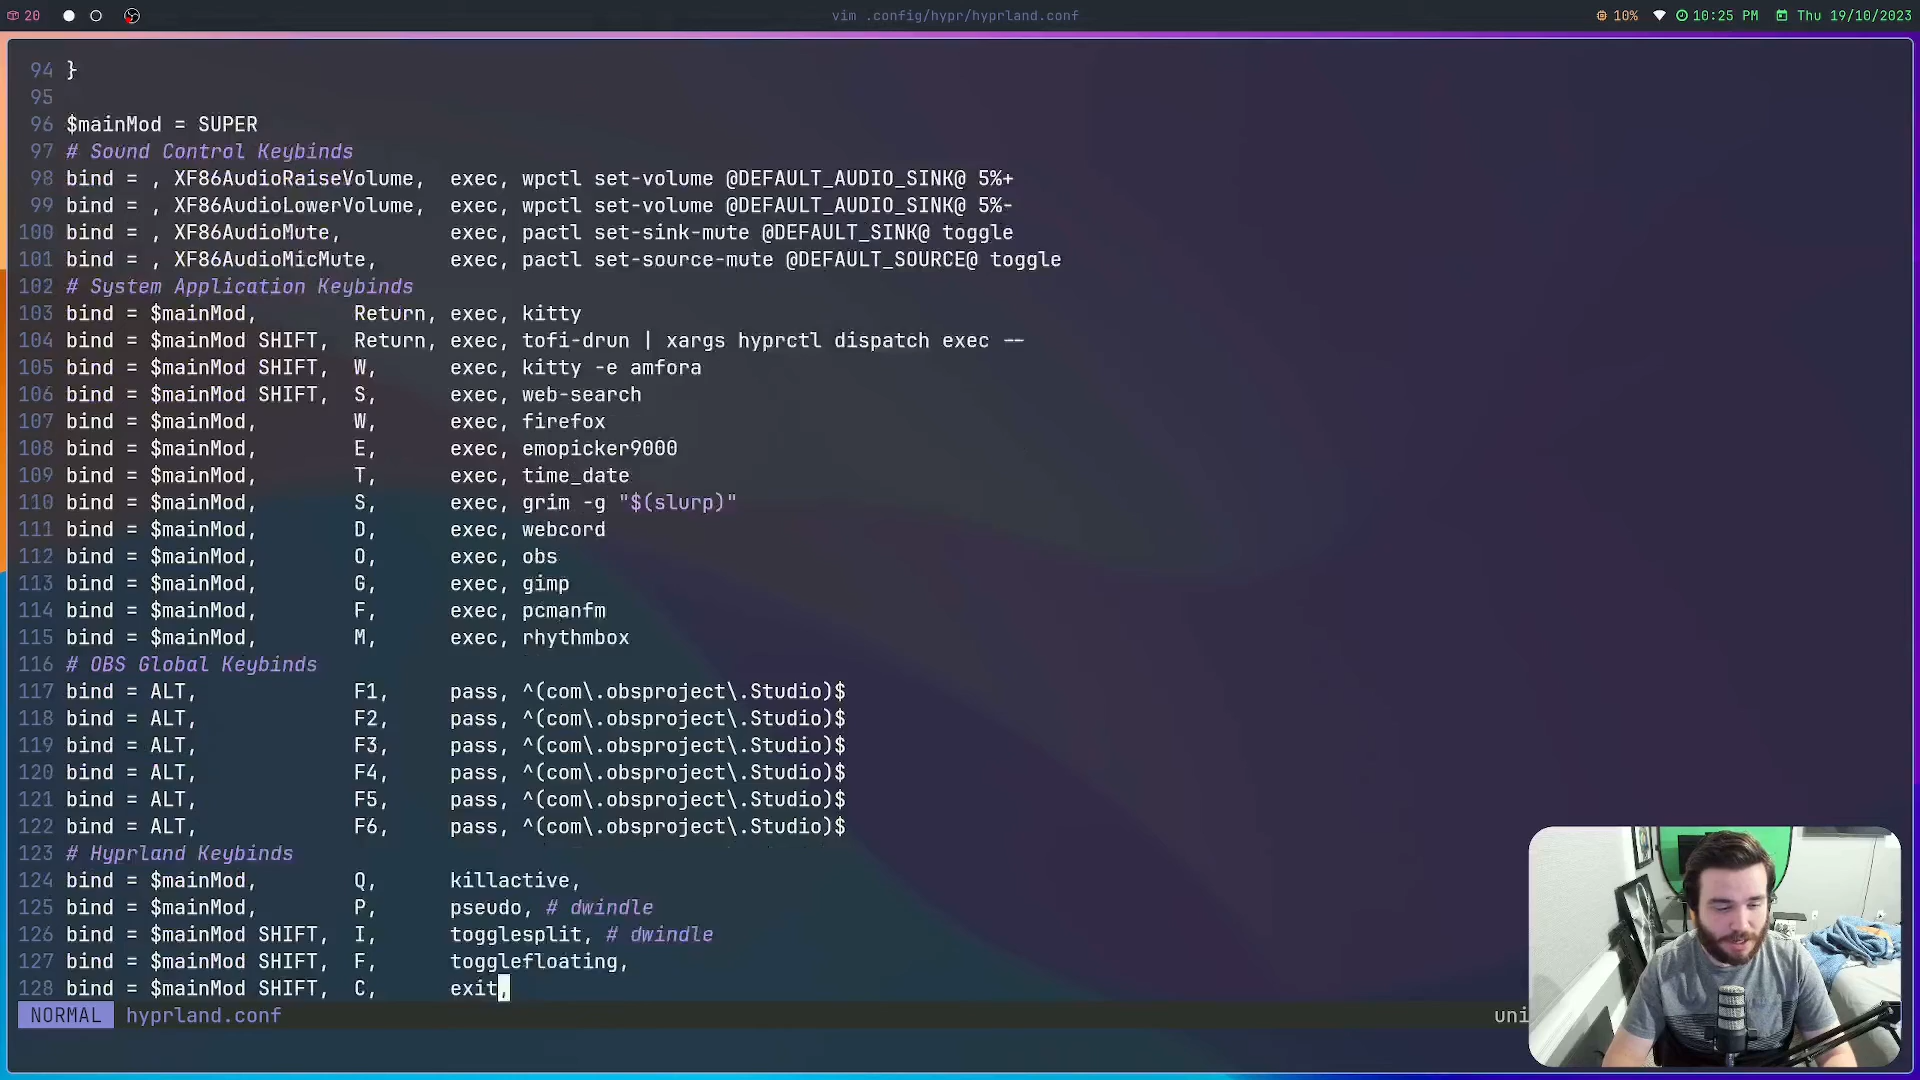 20
vim .config/hypr/hyprland.conf
10%
10:25 PM
Thu 19/10/2023
94 }
95
96 $mainMod = SUPER
97 # Sound Control Keybinds
98 bind = , XF86AudioRaiseVolume,  exec, wpctl set-volume @DEFAULT_AUDIO_SINK@ 5%+
99 bind = , XF86AudioLowerVolume,  exec, wpctl set-volume @DEFAULT_AUDIO_SINK@ 5%-
100 bind = , XF86AudioMute,         exec, pactl set-sink-mute @DEFAULT_SINK@ toggle
101 bind = , XF86AudioMicMute,      exec, pactl set-source-mute @DEFAULT_SOURCE@ toggle
102 # System Application Keybinds
103 bind = $mainMod,        Return, exec, kitty
104 bind = $mainMod SHIFT,  Return, exec, tofi-drun | xargs hyprctl dispatch exec --
105 bind = $mainMod SHIFT,  W,      exec, kitty -e amfora
106 bind = $mainMod SHIFT,  S,      exec, web-search
107 bind = $mainMod,        W,      exec, firefox
108 bind = $mainMod,        E,      exec, emopicker9000
109 bind = $mainMod,        T,      exec, time_date
110 bind = $mainMod,        S,      exec, grim -g "$(slurp)"
111 bind = $mainMod,        D,      exec, webcord
112 bind = $mainMod,        O,      exec, obs
113 bind = $mainMod,        G,      exec, gimp
114 bind = $mainMod,        F,      exec, pcmanfm
115 bind = $mainMod,        M,      exec, rhythmbox
116 # OBS Global Keybinds
117 bind = ALT,             F1,     pass, ^(com\.obsproject\.Studio)$
118 bind = ALT,             F2,     pass, ^(com\.obsproject\.Studio)$
119 bind = ALT,             F3,     pass, ^(com\.obsproject\.Studio)$
120 bind = ALT,             F4,     pass, ^(com\.obsproject\.Studio)$
121 bind = ALT,             F5,     pass, ^(com\.obsproject\.Studio)$
122 bind = ALT,             F6,     pass, ^(com\.obsproject\.Studio)$
123 # Hyprland Keybinds
124 bind = $mainMod,        Q,      killactive,
125 bind = $mainMod,        P,      pseudo, # dwindle
126 bind = $mainMod SHIFT,  I,      togglesplit, # dwindle
127 bind = $mainMod SHIFT,  F,      togglefloating,
128 bind = $mainMod SHIFT,  C,      exit,
NORMAL hyprland.conf uni